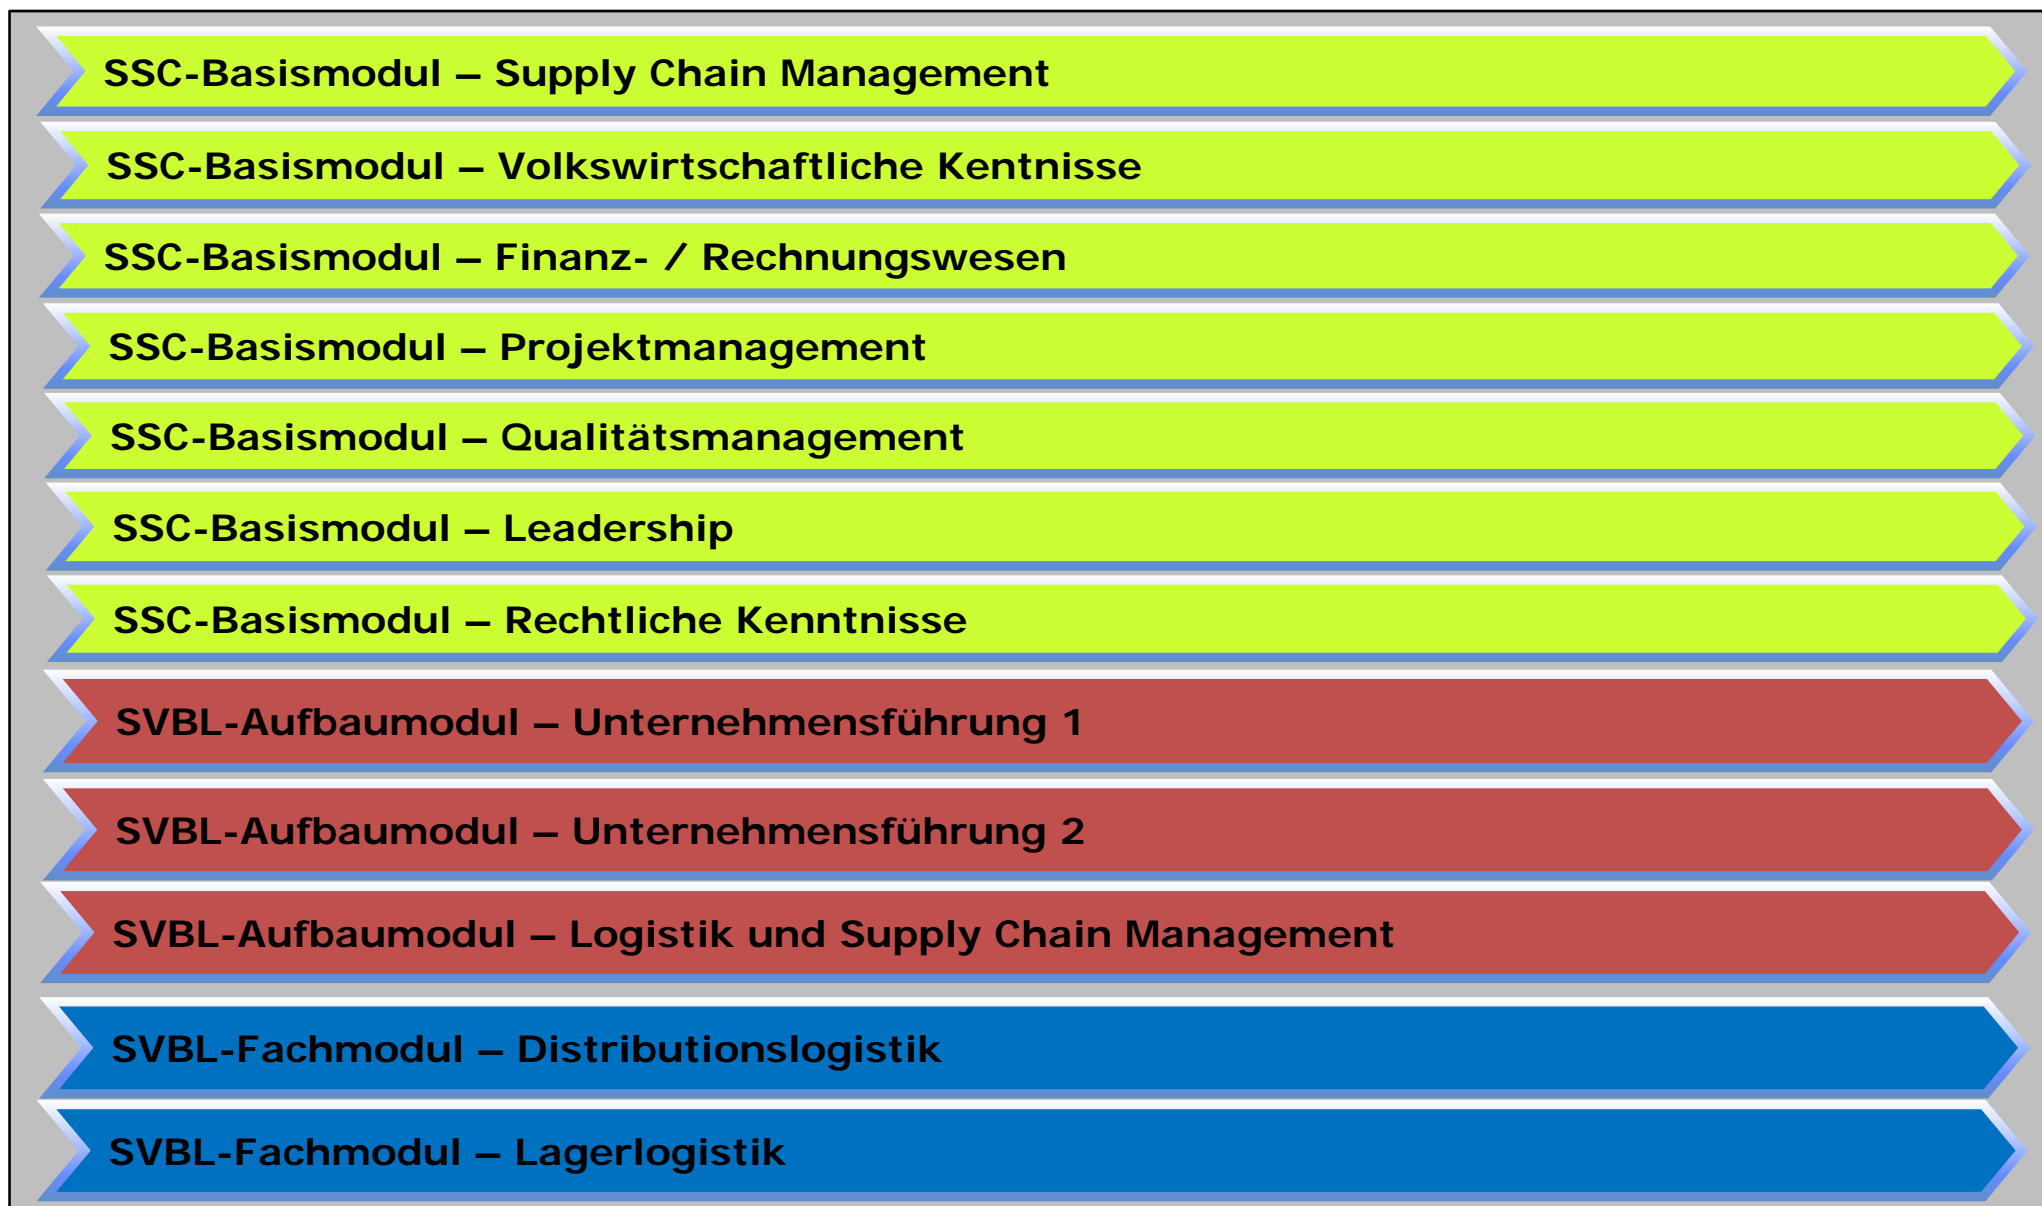 SSC-Basismodul – Supply Chain Management
SSC-Basismodul – Volkswirtschaftliche Kentnisse
SSC-Basismodul – Finanz- / Rechnungswesen
SSC-Basismodul – Projektmanagement
SSC-Basismodul – Qualitätsmanagement
SSC-Basismodul – Leadership
SSC-Basismodul – Rechtliche Kenntnisse
SVBL-Aufbaumodul – Unternehmensführung 1
SVBL-Aufbaumodul – Unternehmensführung 2
SVBL-Aufbaumodul – Logistik und Supply Chain Management
SVBL-Fachmodul – Distributionslogistik
SVBL-Fachmodul – Lagerlogistik